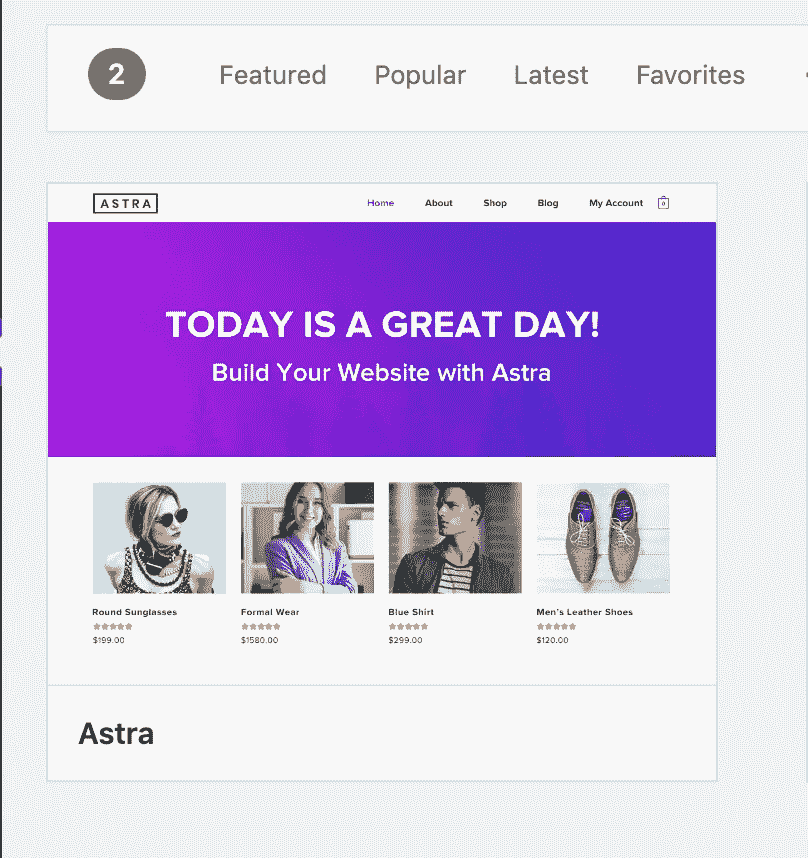 2 Featured Popular Latest Favorites
ASTRA Home About Shop Blog My Account 0
TODAY IS A GREAT DAY!
Build Your Website with Astra
Round Sunglasses Formal Wear Blue Shirt Men's Leather Shoes
$199.00 $1580.00 $299.00 $120.00
Astra